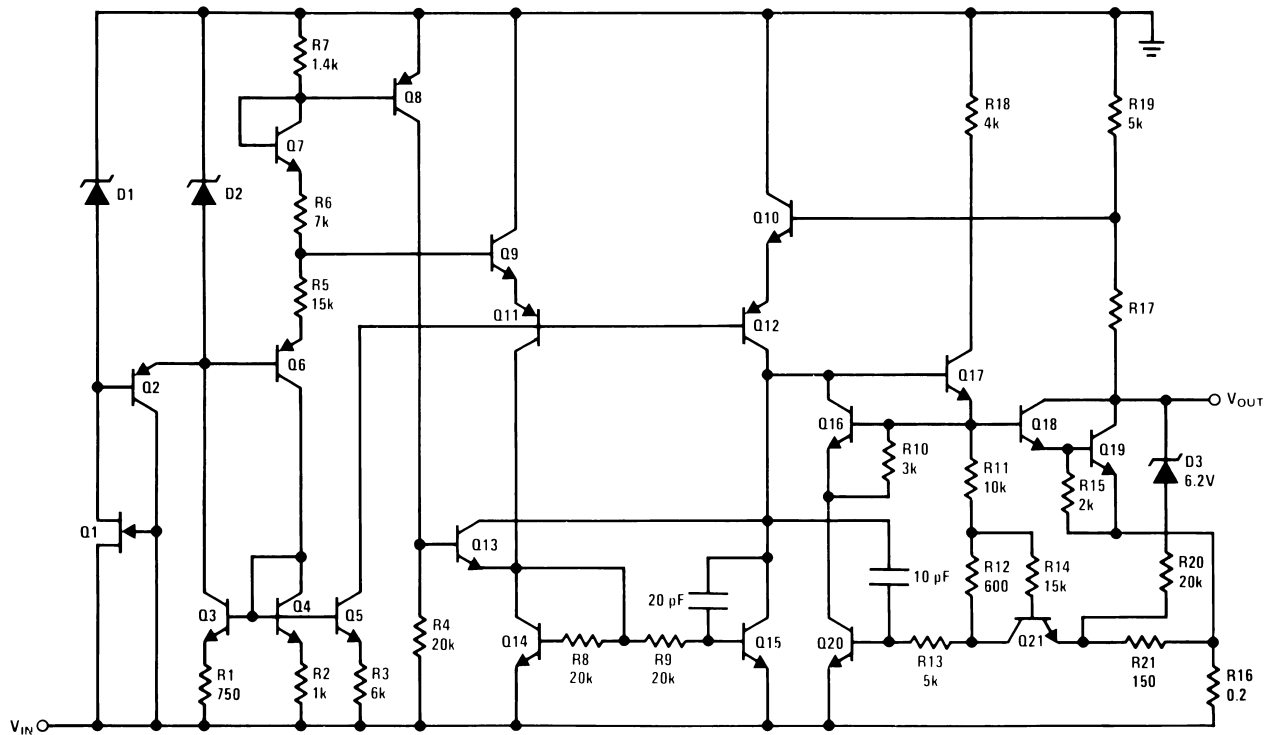 R7
1.4k
Q8
R18
4k
R19
5k
Q7
D1
D2
R6
7k
Q10
Q9
R5
15k
R17
Q11
Q12
Q2
Q6
Q17
VOUT
Q16
Q18
R10
3k
Q19
D3
6.2V
R11
10k
R15
2k
Q1
Q13
10 pF
R12
600
R14
15k
R20
20k
20 pF
Q3
Q4
Q5
R4
20k
Q14
R8
20k
R9
20k
Q15
Q20
R13
5k
Q21
R21
150
R16
0.2
R1
750
R2
1k
R3
6k
VIN